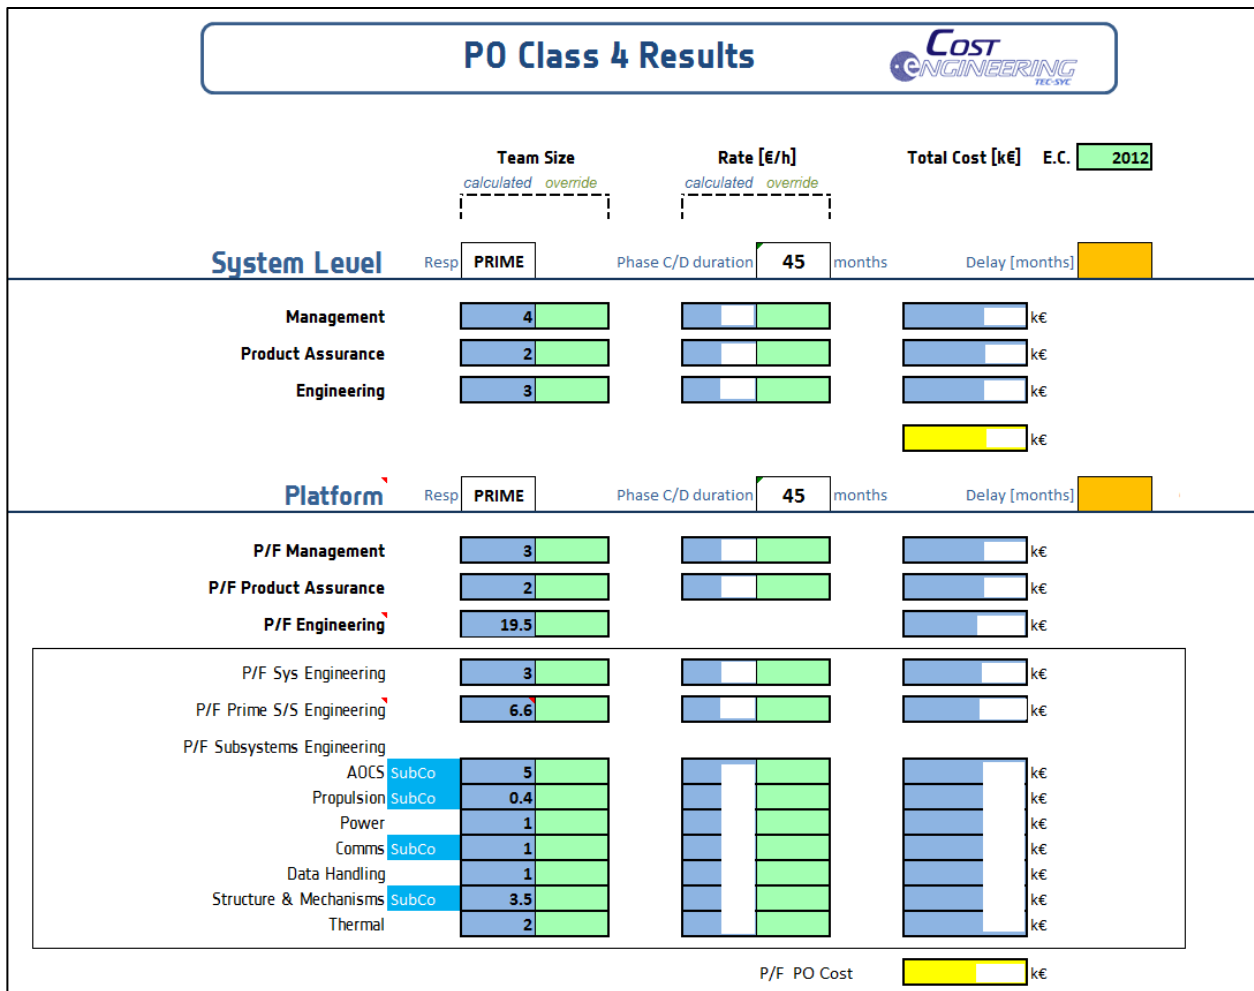 PO Class 4 Results
COST ENGINEERING TEC-SYC
Team Size Rate [€/h] Total Cost [k€] E.C. 2012
calculated override calculated override
System Level Resp PRIME Phase C/D duration 45 months Delay [months]
Management 4 k€
Product Assurance 2 k€
Engineering 3 k€
k€
Platform Resp PRIME Phase C/D duration 45 months Delay [months]
P/F Management 3 k€
P/F Product Assurance 2 k€
P/F Engineering 19.5 k€
P/F Sys Engineering 3 k€
P/F Prime S/S Engineering 6.6 k€
P/F Subsystems Engineering
AOCS SubCo 5 k€
Propulsion SubCo 0.4 k€
Power 1 k€
Comms SubCo 1 k€
Data Handling 1 k€
Structure & Mechanisms SubCo 3.5 k€
Thermal 2 k€
P/F PO Cost k€